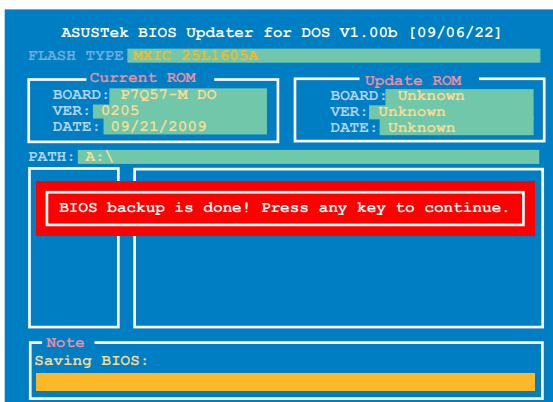 ASUSTek BIOS Updater for DOS V1.00b [09/06/22]
FLASH TYPE MXIC 25L1605A
Current ROM
BOARD: P7Q57-M DO
VER: 0205
DATE: 09/21/2009
Update ROM
BOARD: Unknown
VER: Unknown
DATE: Unknown
PATH: A:\
BIOS backup is done! Press any key to continue.
Note
Saving BIOS: